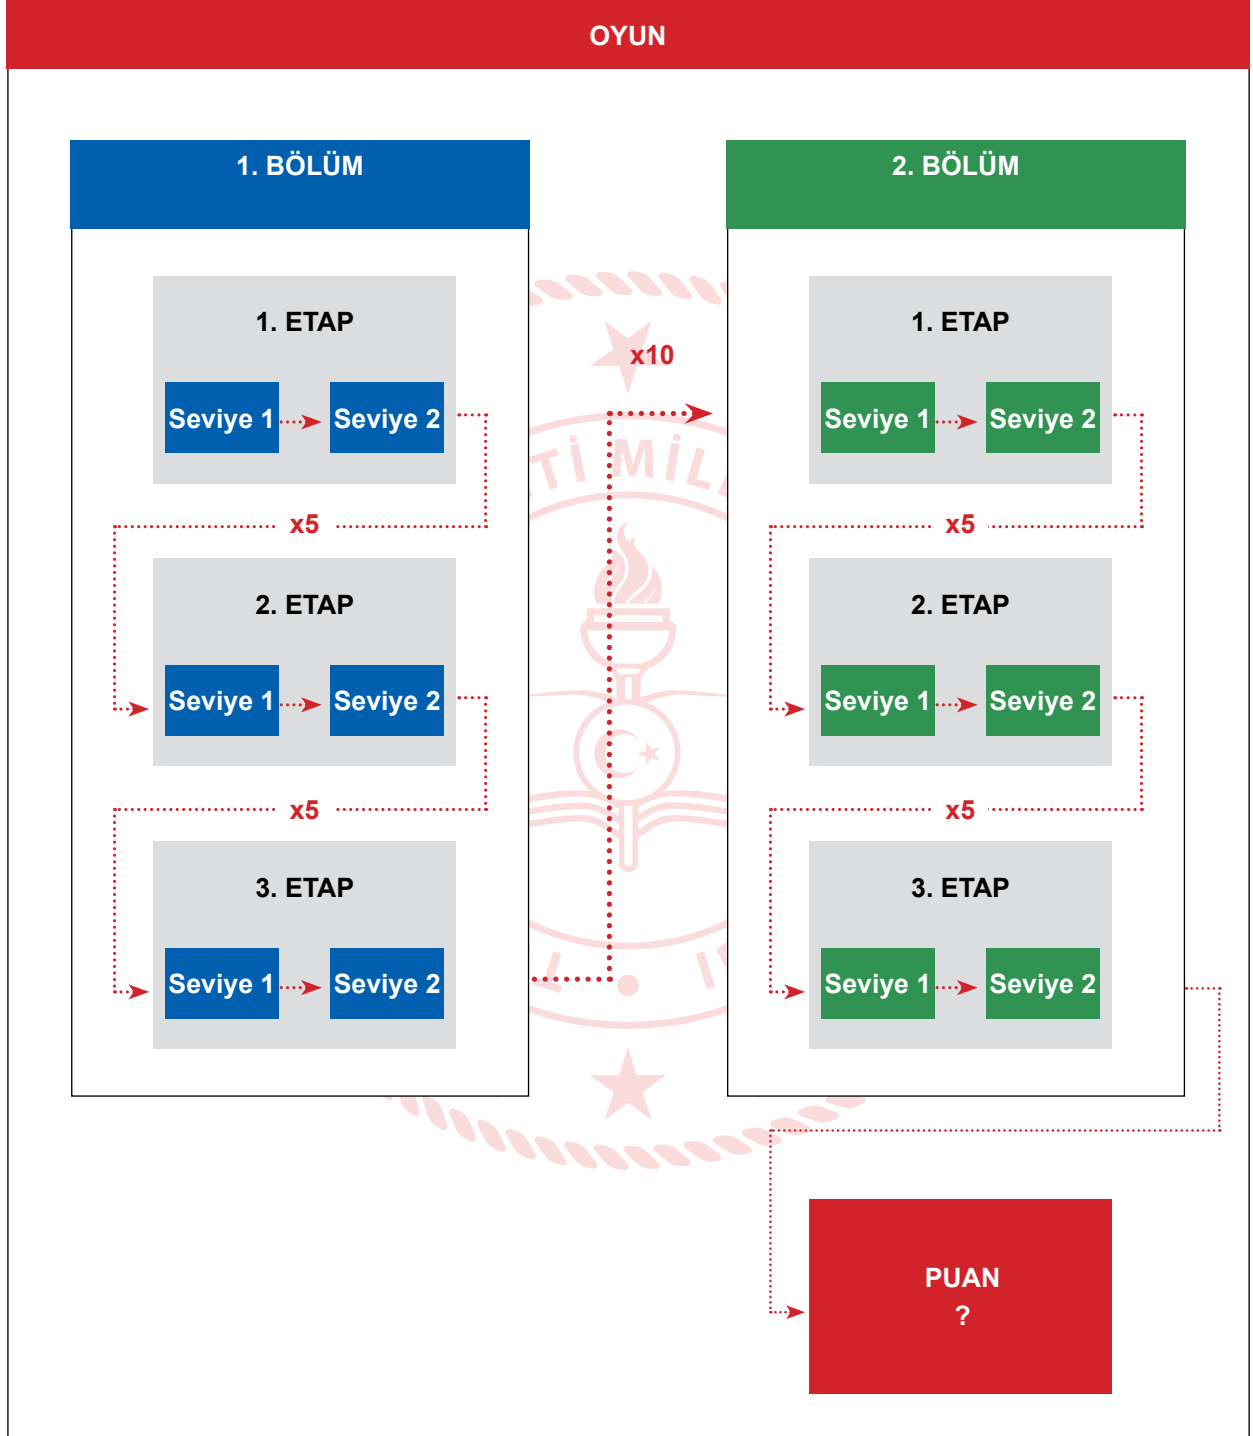 OYUN
1. BÖLÜM
1. ETAP
Seviye 1
Seviye 2
x5
2. ETAP
Seviye 1
Seviye 2
x5
3. ETAP
Seviye 1
Seviye 2
x10
2. BÖLÜM
1. ETAP
Seviye 1
Seviye 2
x5
2. ETAP
Seviye 1
Seviye 2
x5
3. ETAP
Seviye 1
Seviye 2
PUAN
?